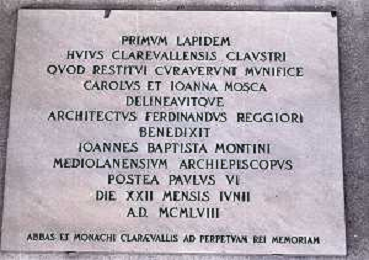 PRIMVM LAPIDEM
HVIVS CLAREVALLENSIS CLAVSTRI
QVOD RESTITVI CVRAVERVNT MVNIFICE
CAROLVS ET IOANNA MOSCA
DELINEAVITQVE
ARCHITECTVS FERDINANDVS REGGIORI
BENEDIXIT
IOANNES BAPTISTA MONTINI
MEDIOLANENSIVM ARCHIEPISCOPVS
POSTEA PAVLVS VI
DIE XXII MENSIS IVNII
A.D. MCMLVIII
ABBAS ET MONACHI CLARÆVALLIS AD PERPETVAM REI MEMORIAM